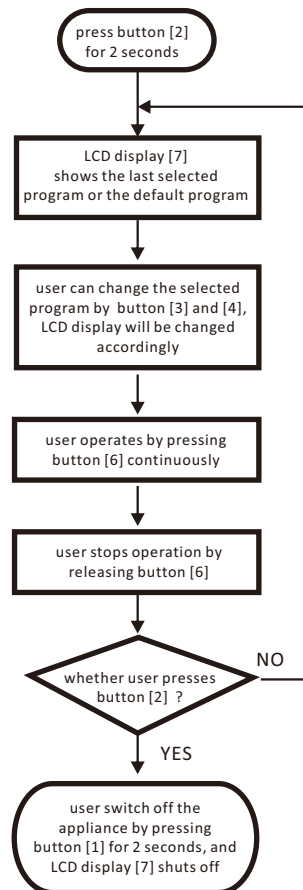 press button [2]
for 2 seconds
LCD display [7]
shows the last selected
program or the default program
user can change the selected
program by button [3] and [4],
LCD display will be changed
accordingly
user operates by pressing
button [6] continuously
user stops operation by
releasing button [6]
whether user presses
button [2] ?
NO
YES
user switch off the
appliance by pressing
button [1] for 2 seconds, and
LCD display [7] shuts off